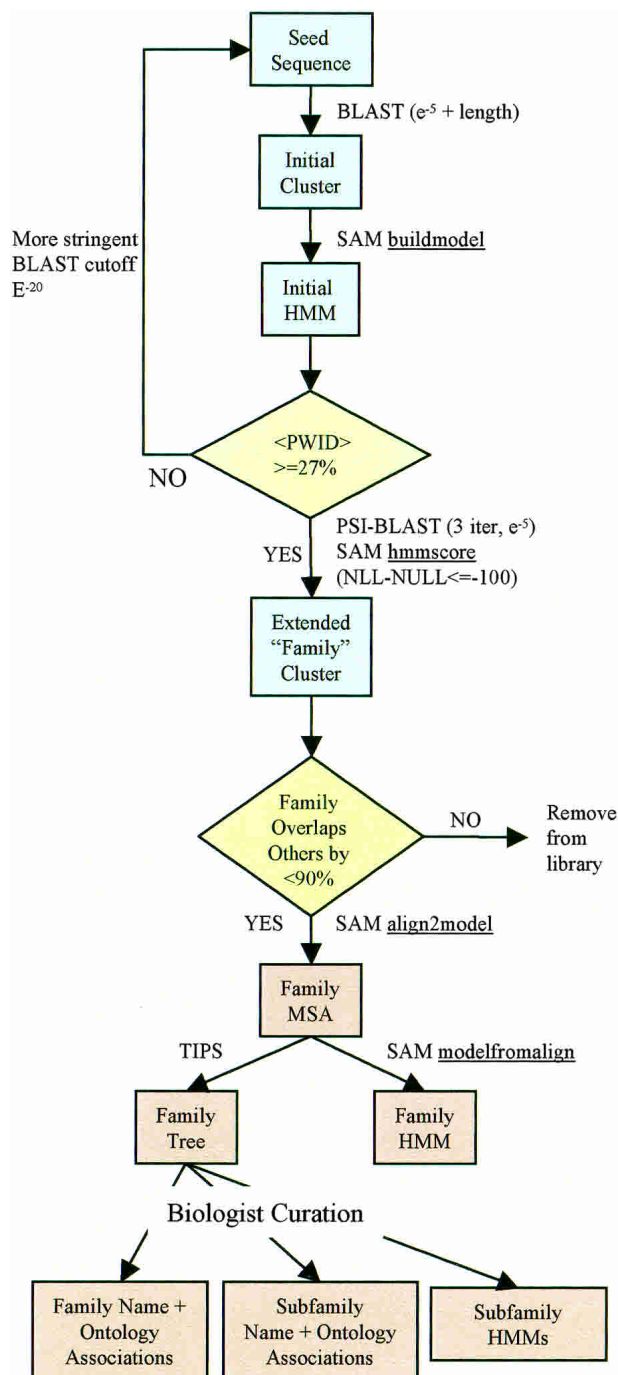 Seed
Sequence
BLAST (e-5 + length)
Initial
Cluster
More stringent
BLAST cutoff
E-20
SAM buildmodel
Initial
HMM
<PWID>
>=27%
NO
YES
PSI-BLAST (3 iter, e-5)
SAM hmmscore
(NLL-NULL<=-100)
Extended
“Family”
Cluster
Family
Overlaps
Others by
<90%
NO
Remove
from
library
YES
SAM align2model
Family
MSA
TIPS
SAM modelfromalign
Family
Tree
Family
HMM
Biologist Curation
Family Name +
Ontology
Associations
Subfamily
Name + Ontology
Associations
Subfamily
HMMs